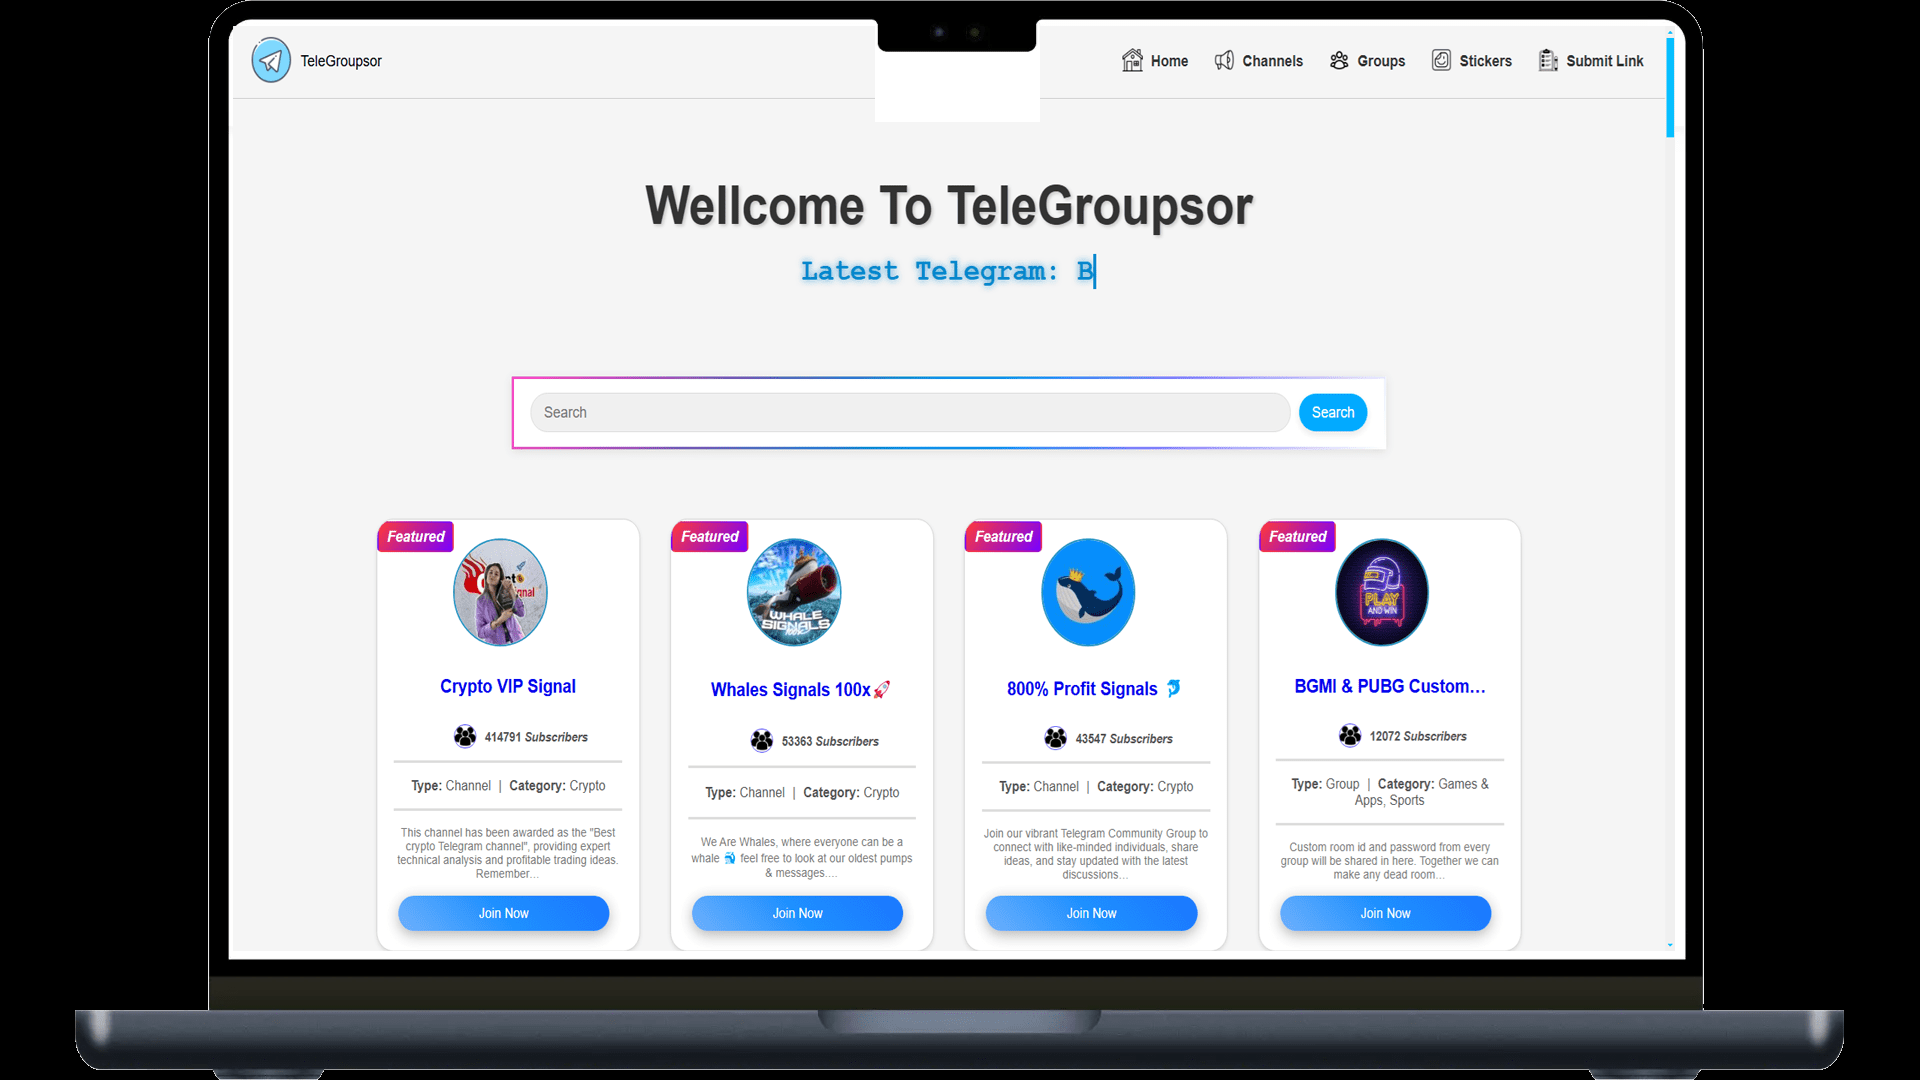 TeleGroupsor
Home
Channels
Groups
Stickers
Submit Link
Wellcome To TeleGroupsor
Latest Telegram: B
Search
Search
Featured
Crypto VIP Signal
414791 Subscribers
Type: Channel | Category: Crypto
This channel has been awarded as the "Best
crypto Telegram channel", providing expert
technical analysis and profitable trading ideas.
Remember...
Join Now
Featured
WHALE
SIGNALS
100X
Whales Signals 100x🚀
53363 Subscribers
Type: Channel | Category: Crypto
We Are Whales, where everyone can be a
whale 🐳 feel free to look at our oldest pumps
& messages....
Join Now
Featured
800% Profit Signals 🐬
43547 Subscribers
Type: Channel | Category: Crypto
Join our vibrant Telegram Community Group to
connect with like-minded individuals, share
ideas, and stay updated with the latest
discussions...
Join Now
Featured
PLAY
AND WIN
BGMI & PUBG Custom...
12072 Subscribers
Type: Group | Category: Games &
Apps, Sports
Custom room id and password from every
group will be shared in here. Together we can
make any dead room...
Join Now